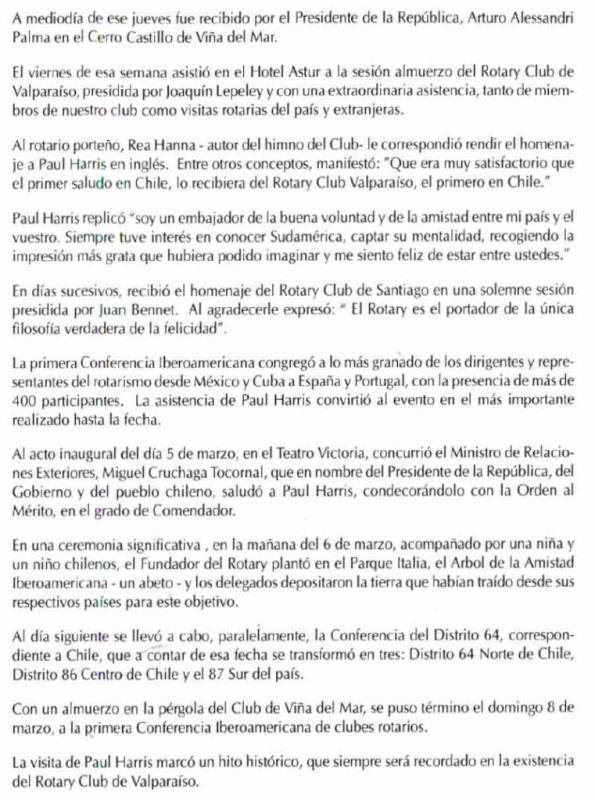 A mediodía de ese jueves fue recibido por el Presidente de la República, Arturo Alessandri
Palma en el Cerro Castillo de Viña del Mar.
El viernes de esa semana asistió en el Hotel Astur a la sesión almuerzo del Rotary Club de
Valparaíso, presidida por Joaquín Lepeley y con una extraordinaria asistencia, tanto de miem-
bros de nuestro club como visitas rotarias del país y extranjeras.
Al rotario porteño, Rea Hanna - autor del himno del Club- le correspondió rendir el homena-
je a Paul Harris en inglés. Entre otros conceptos, manifestó: "Que era muy satisfactorio que
el primer saludo en Chile, lo recibiera del Rotary Club Valparaíso, el primero en Chile."
Paul Harris replicó "soy un embajador de la buena voluntad y de la amistad entre mi país y el
vuestro. Siempre tuve interés en conocer Sudamérica, captar su mentalidad, recogiendo la
impresión más grata que hubiera podido imaginar y me siento feliz de estar entre ustedes."
En días sucesivos, recibió el homenaje del Rotary Club de Santiago en una solemne sesión
presidida por Juan Bennet. Al agradecerle expresó: " El Rotary es el portador de la única
filosofía verdadera de la felicidad".
La primera Conferencia Iberoamericana congregó a lo más granado de los dirigentes y repre-
sentantes del rotarismo desde México y Cuba a España y Portugal, con la presencia de más de
400 participantes. La asistencia de Paul Harris convirtió al evento en el más importante
realizado hasta la fecha.
Al acto inaugural del día 5 de marzo, en el Teatro Victoria, concurrió el Ministro de Relacio-
nes Exteriores, Miguel Cruchaga Tocornal, que en nombre del Presidente de la República, del
Gobierno y del pueblo chileno, saludó a Paul Harris, condecorándolo con la Orden al
Mérito, en el grado de Comendador.
En una ceremonia significativa , en la mañana del 6 de marzo, acompañado por una niña y
un niño chilenos, el Fundador del Rotary plantó en el Parque Italia, el Arbol de la Amistad
Iberoamericana - un abeto - y los delegados depositaron la tierra que habían traído desde sus
respectivos países para este objetivo.
Al día siguiente se llevó a cabo, paralelamente, la Conferencia del Distrito 64, correspon-
diente a Chile, que a contar de esa fecha se transformó en tres: Distrito 64 Norte de Chile,
Distrito 86 Centro de Chile y el 87 Sur del país.
Con un almuerzo en la pérgola del Club de Viña del Mar, se puso término el domingo 8 de
marzo, a la primera Conferencia Iberoamericana de clubes rotarios.
La visita de Paul Harris marcó un hito histórico, que siempre será recordado en la existencia
del Rotary Club de Valparaíso.